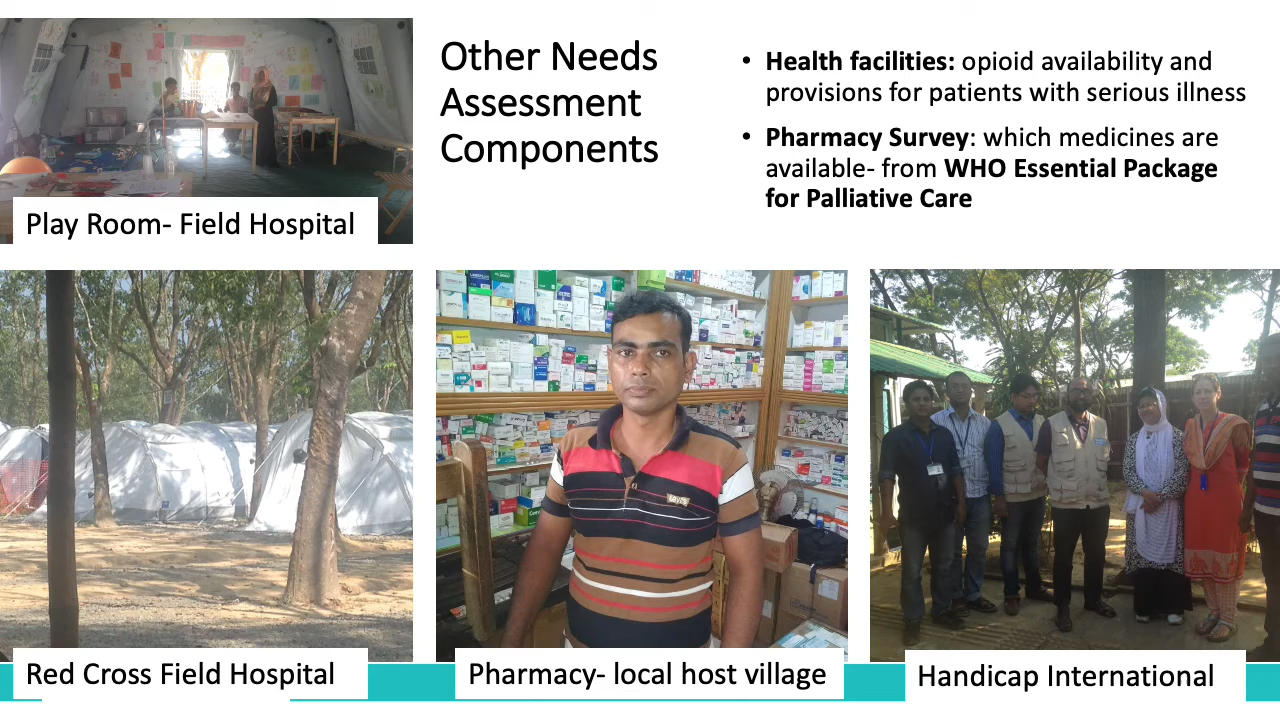 Other Needs
Assessment
Components
• Health facilities: opioid availability and
provisions for patients with serious illness
• Pharmacy Survey: which medicines are
available- from WHO Essential Package
for Palliative Care
Play Room- Field Hospital
Red Cross Field Hospital
Pharmacy- local host village
Handicap International